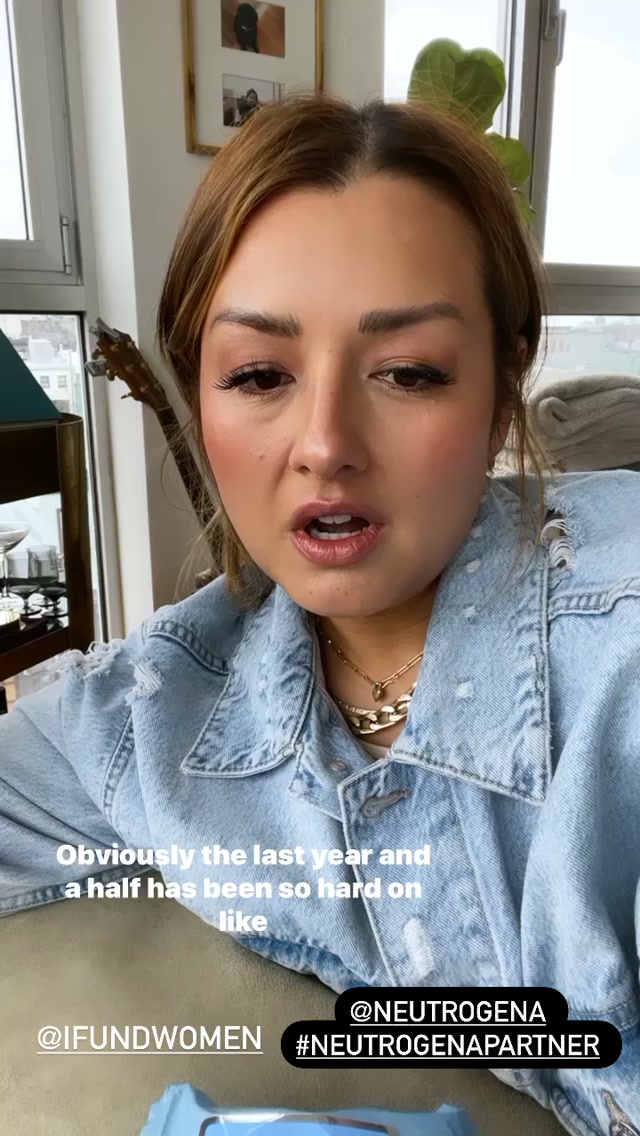 Obviously the last year and
a half has been so hard on
like
@NEUTROGENA
@IFUNDWOMEN
#NEUTROGENAPARTNER